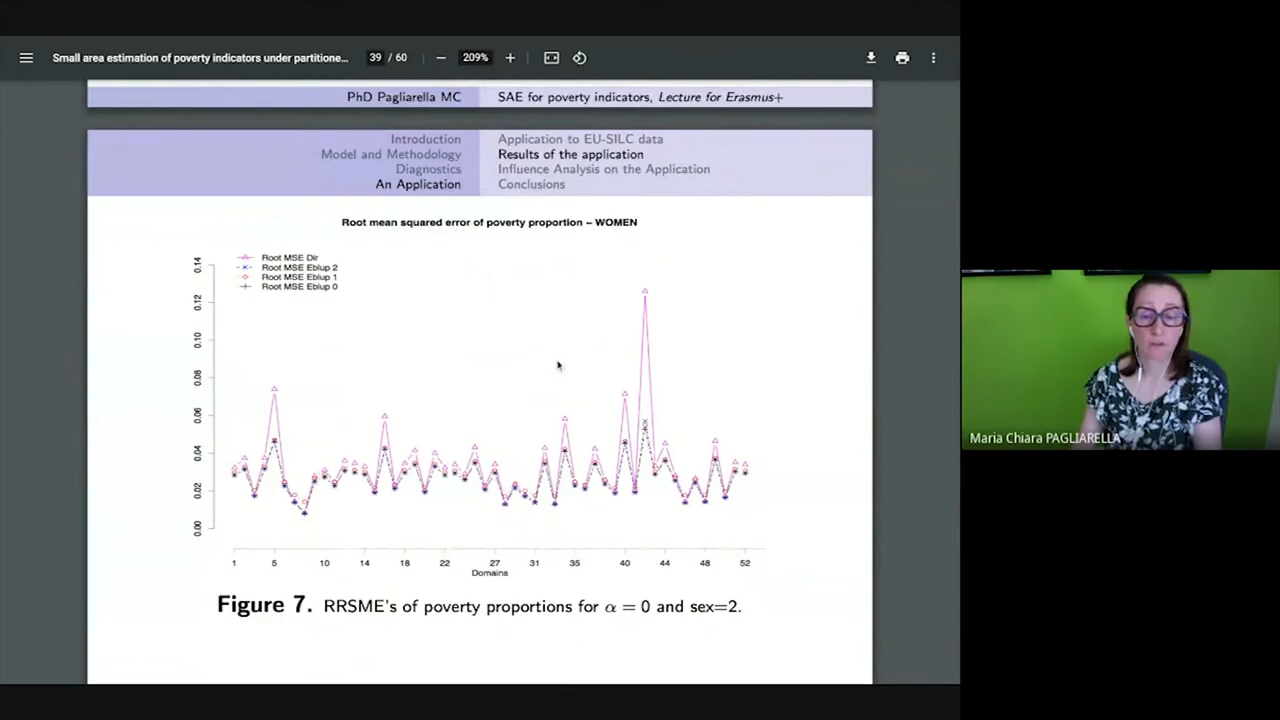 Small area estimation of poverty indicators under partitione... 39 / 60 209%
PhD Pagliarella MC SAE for poverty indicators, Lecture for Erasmus+
Introduction Application to EU-SILC data
Model and Methodology Results of the application
Diagnostics Influence Analysis on the Application
An Application Conclusions
Root mean squared error of poverty proportion – WOMEN
Root MSE Dir
Root MSE Eblup 2
Root MSE Eblup 1
Root MSE Eblup 0
0.14
0.12
0.10
0.08
0.06
0.04
0.02
0.00
1 5 10 14 18 22 27 31 35 40 44 48 52
Domains
Figure 7. RRSME's of poverty proportions for α = 0 and sex=2.
Maria Chiara PAGLIARELLA